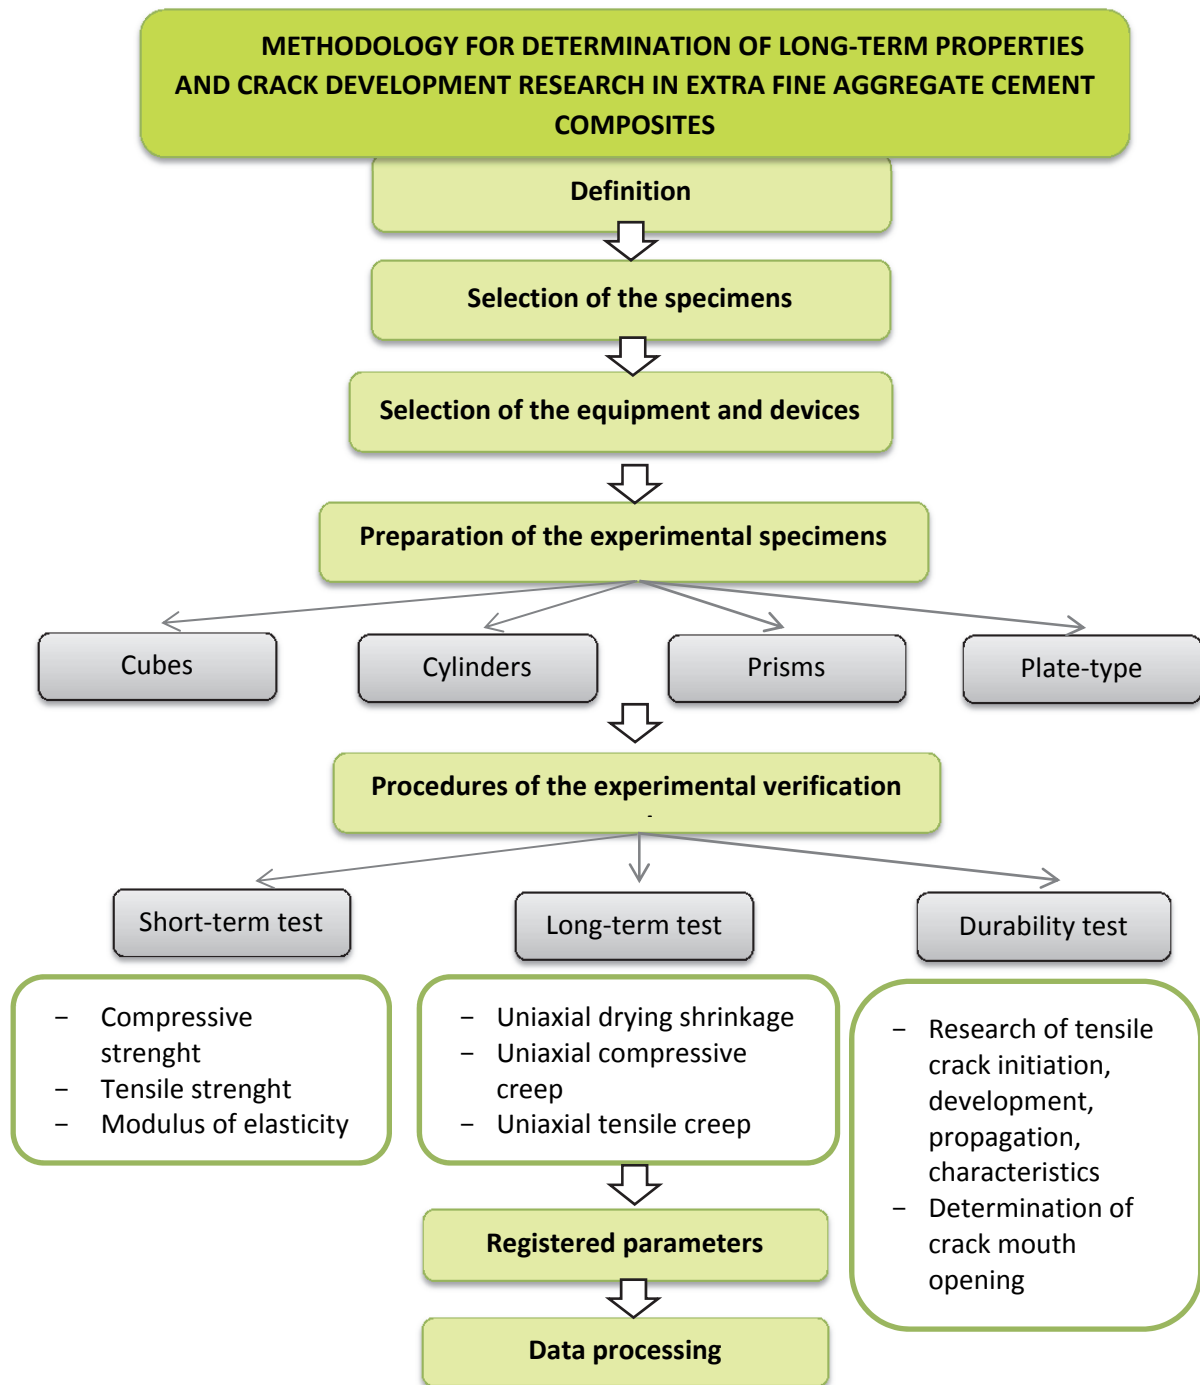 METHODOLOGY FOR DETERMINATION OF LONG-TERM PROPERTIES
AND CRACK DEVELOPMENT RESEARCH IN EXTRA FINE AGGREGATE CEMENT
COMPOSITES
Definition
Selection of the specimens
Selection of the equipment and devices
Preparation of the experimental specimens
Cubes
Cylinders
Prisms
Plate-type
Procedures of the experimental verification
Short-term test
Long-term test
Durability test
– Compressive
strenght
– Tensile strenght
– Modulus of elasticity
– Uniaxial drying shrinkage
– Uniaxial compressive
creep
– Uniaxial tensile creep
– Research of tensile
crack initiation,
development,
propagation,
characteristics
– Determination of
crack mouth
opening
Registered parameters
Data processing